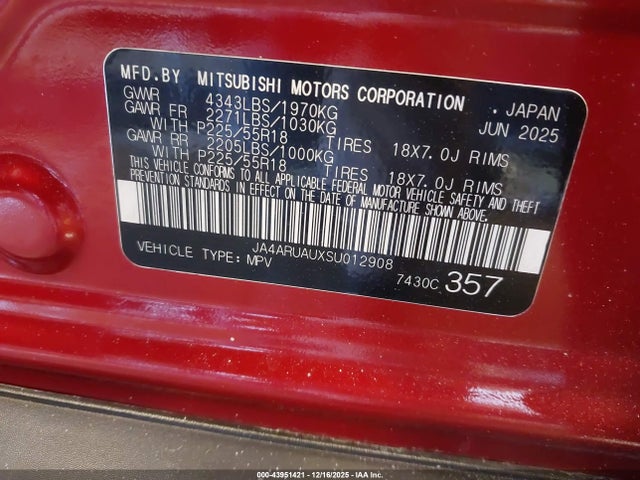 MFD.BY MITSUBISHI MOTORS CORPORATION . JAPAN
GVWR 4343LBS/1970KG JUN 2025
GAWR FR 2271LBS/1030KG
WITH P225/55R18 TIRES 18X7.0J RIMS
GAWR RR 2205LBS/1000KG
WITH P225/55R18 TIRES 18X7.0J RIMS
THIS VEHICLE CONFORMS TO ALL APPLICABLE FEDERAL MOTOR VEHICLE SAFETY AND THEFT
PREVENTION STANDARDS IN EFFECT ON THE DATE OF MANUFACTURE SHOWN ABOVE.
JA4ARUAUXSU012908
VEHICLE TYPE: MPV 7430C 357
000-43951421 - 12/16/2025 - IAA Inc.